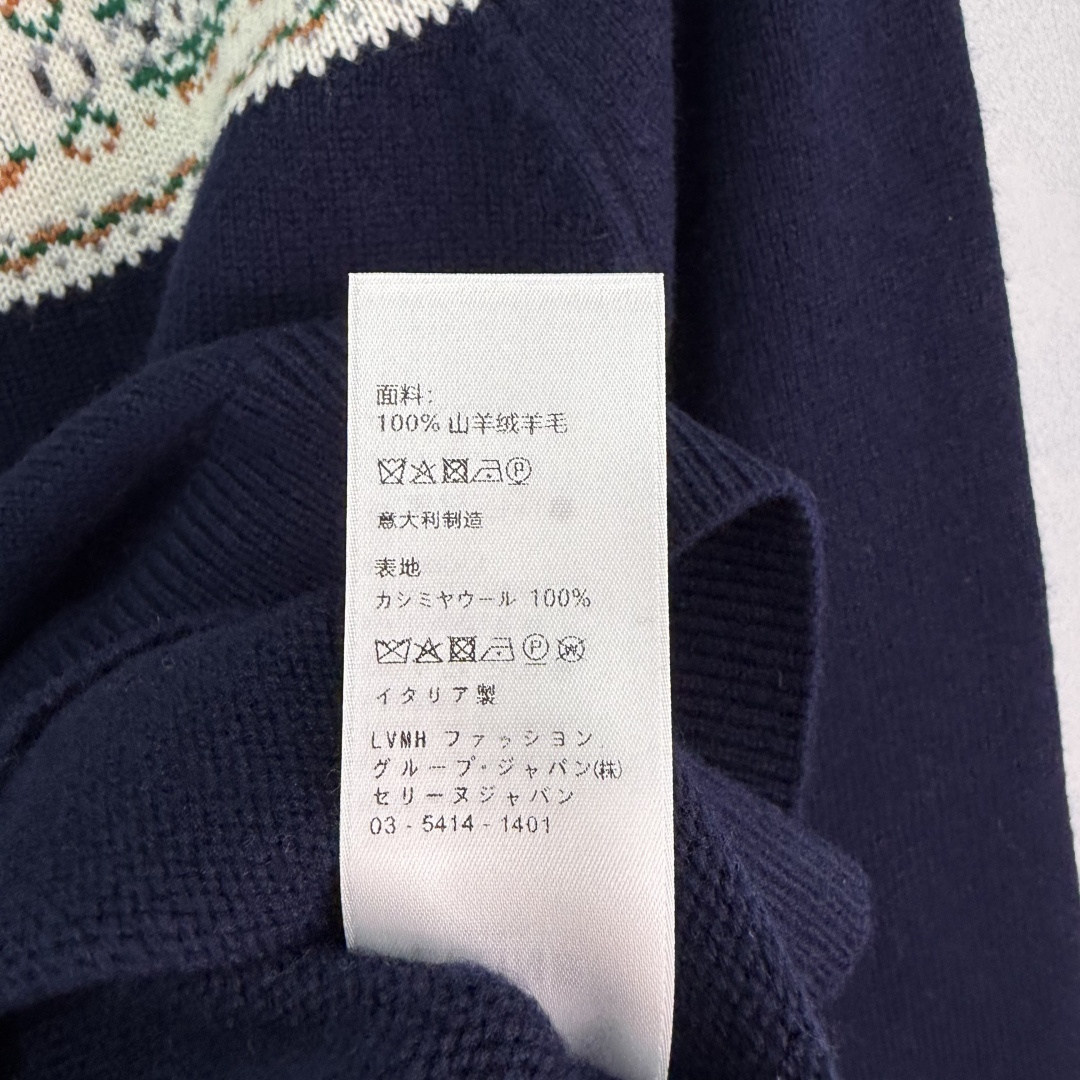 面料:
100% 山羊绒羊毛
P
意大利制造
表地
カシミヤウール 100%
P W
イタリア製
LVMH ファッション
グループ・ジャパン(株)
セリーヌジャパン
03 - 5414 - 1401